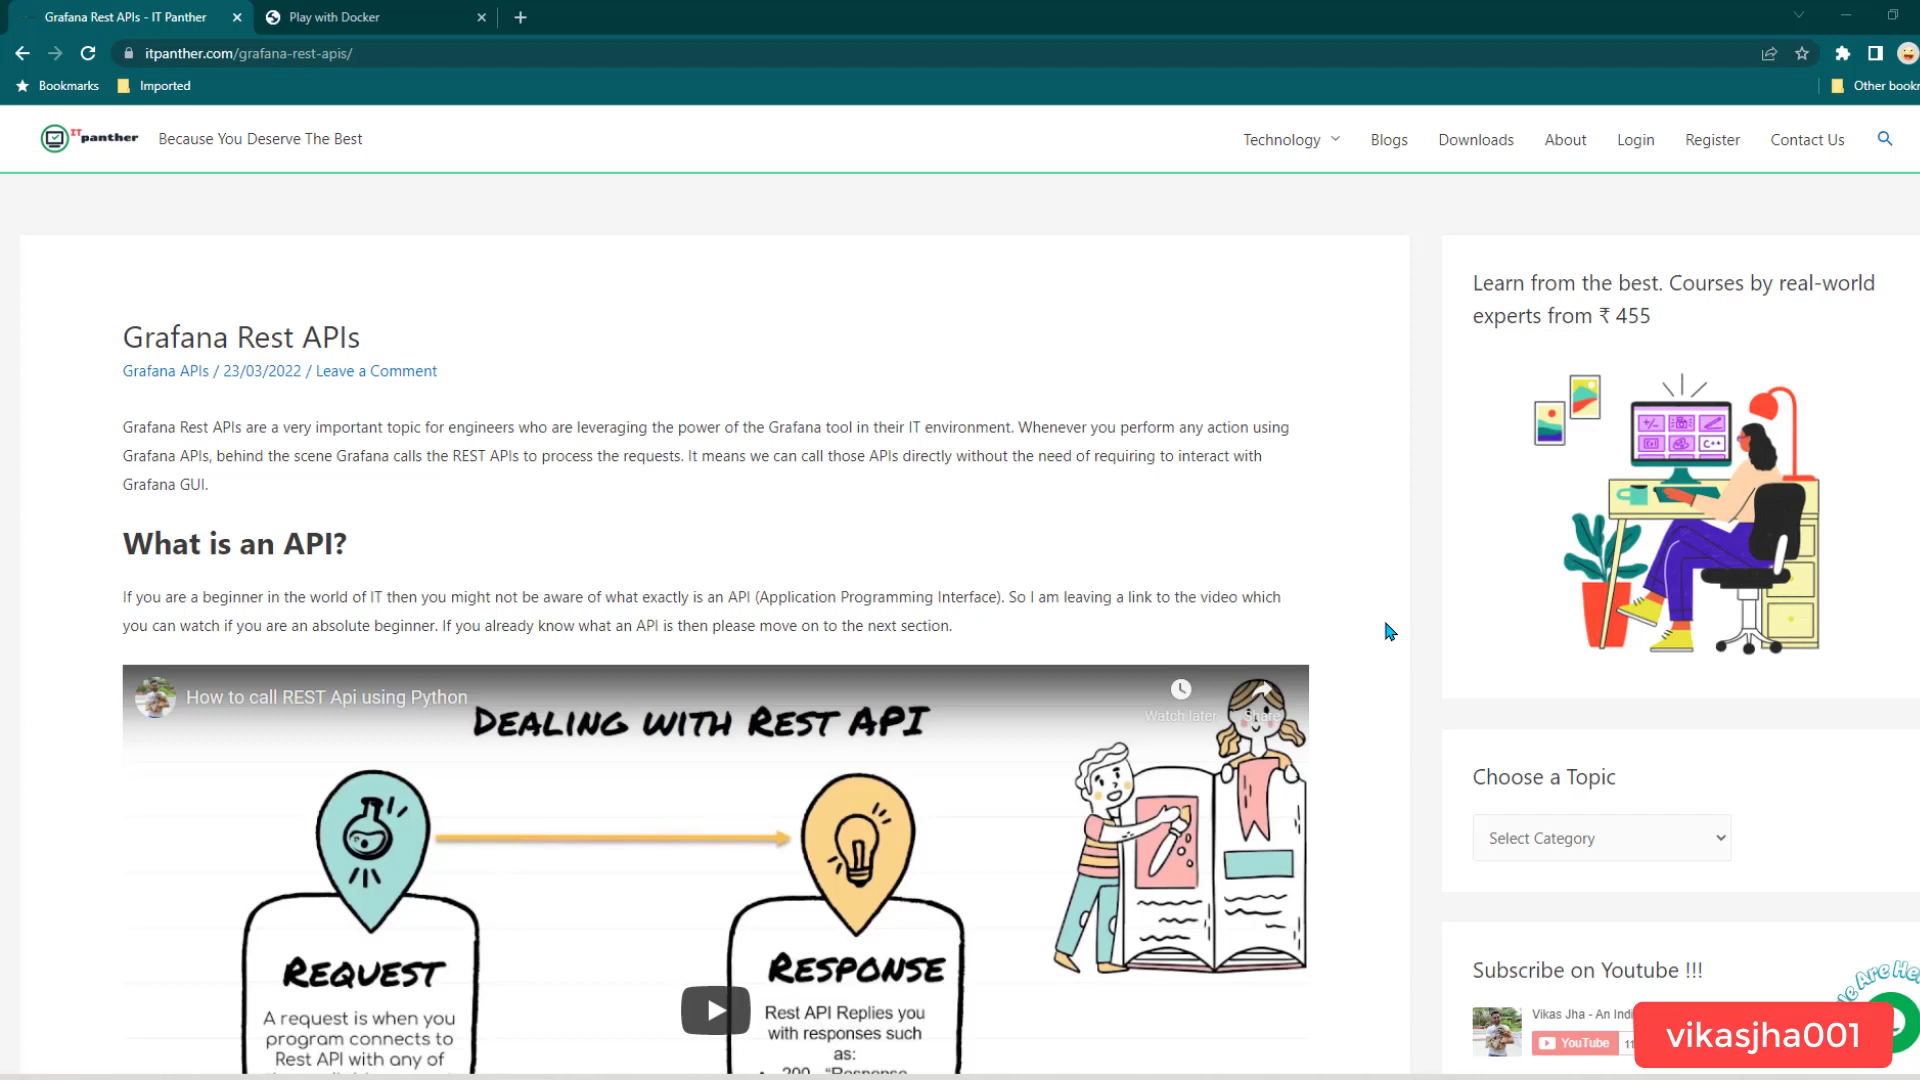 Grafana Rest APIs - IT Panther
Play with Docker
itpanther.com/grafana-rest-apis/
Bookmarks
Imported
ITpanther
Because You Deserve The Best
Technology
Blogs
Downloads
About
Login
Register
Contact Us
Grafana Rest APIs
Grafana APIs / 23/03/2022 / Leave a Comment
Grafana Rest APIs are a very important topic for engineers who are leveraging the power of the Grafana tool in their IT environment. Whenever you perform any action using
Grafana APIs, behind the scene Grafana calls the REST APIs to process the requests. It means we can call those APIs directly without the need of requiring to interact with
Grafana GUI.
What is an API?
If you are a beginner in the world of IT then you might not be aware of what exactly is an API (Application Programming Interface). So I am leaving a link to the video which
you can watch if you are an absolute beginner. If you already know what an API is then please move on to the next section.
How to call REST Api using Python
Watch later
Share
DEALING WITH REST API
REQUEST
A request is when you
program connects to
Rest API with any of
RESPONSE
Rest API Replies you
with responses such
as:
Learn from the best. Courses by real-world
experts from ₹ 455
C++
Choose a Topic
Select Category
Subscribe on Youtube !!!
Vikas Jha - An Indi
YouTube
vikasjha001